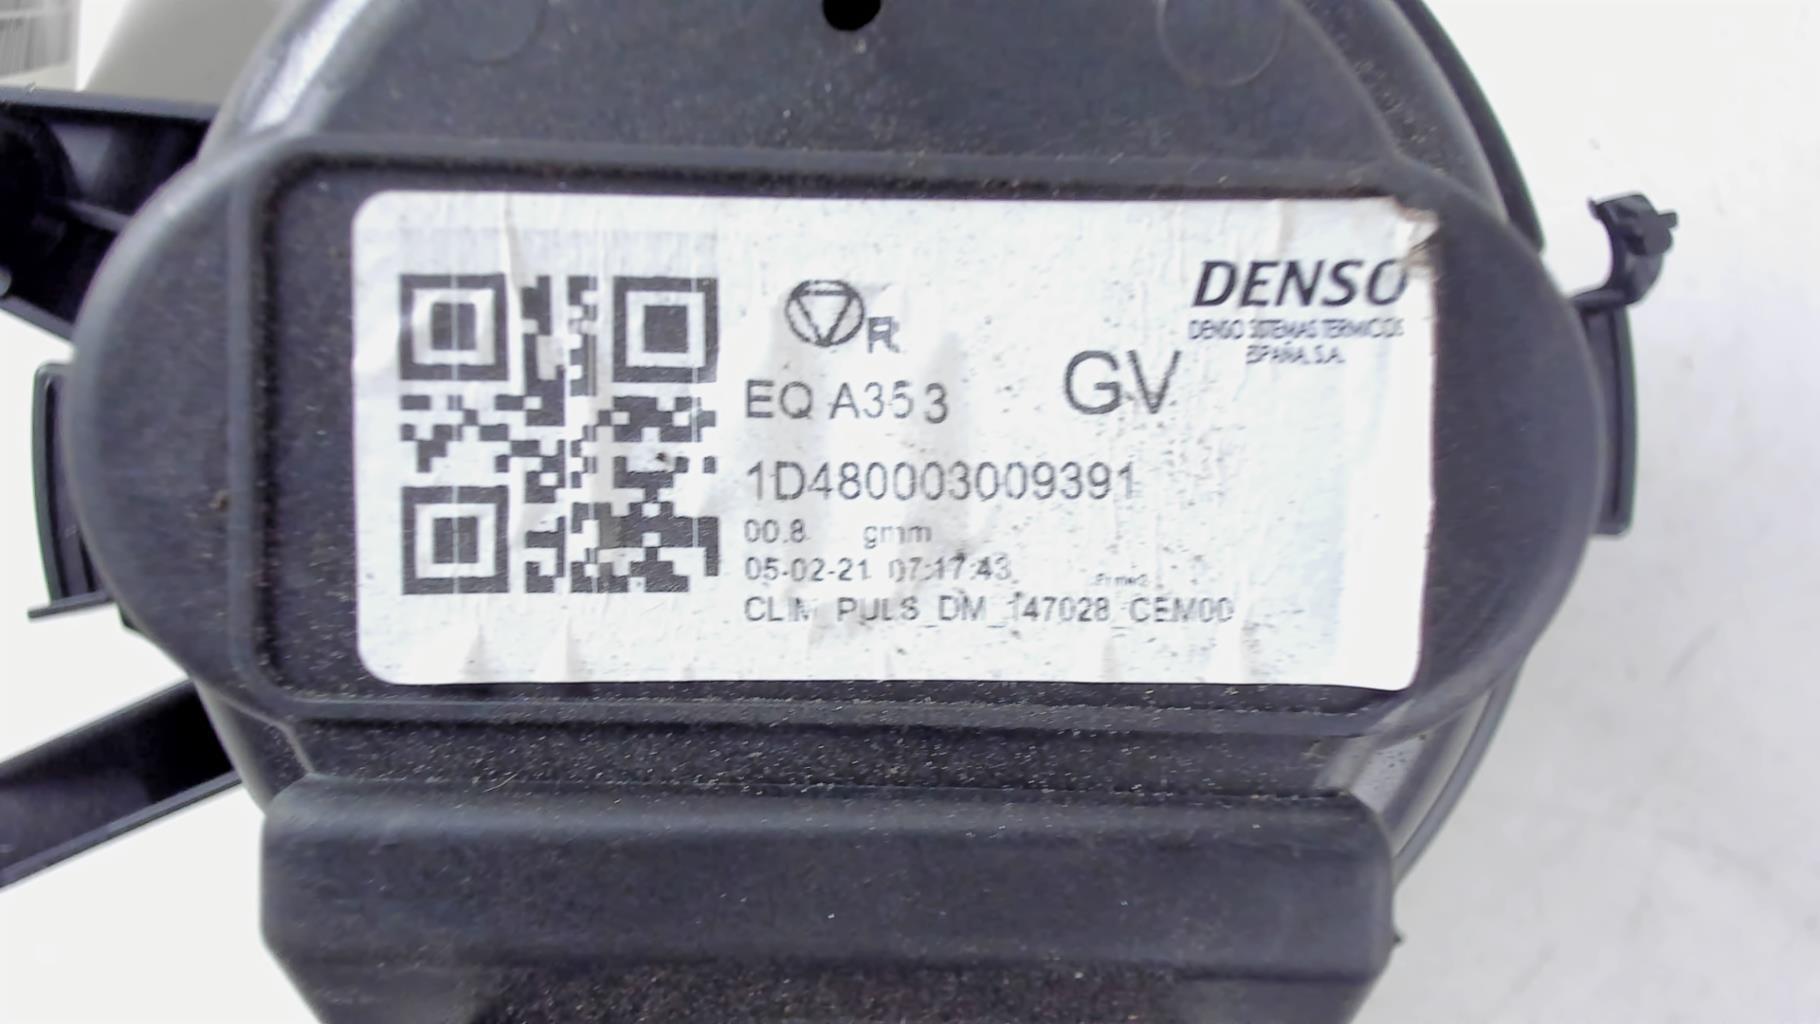 DENSO
DENSO SISTEMAS TERMICOS
ESPAÑA, S.A.
R
EQ A353
GV
1D480003009391
00.8 gmm
05-02-21 07:17:43
CLIM_PULS_DM_147028_CEM00